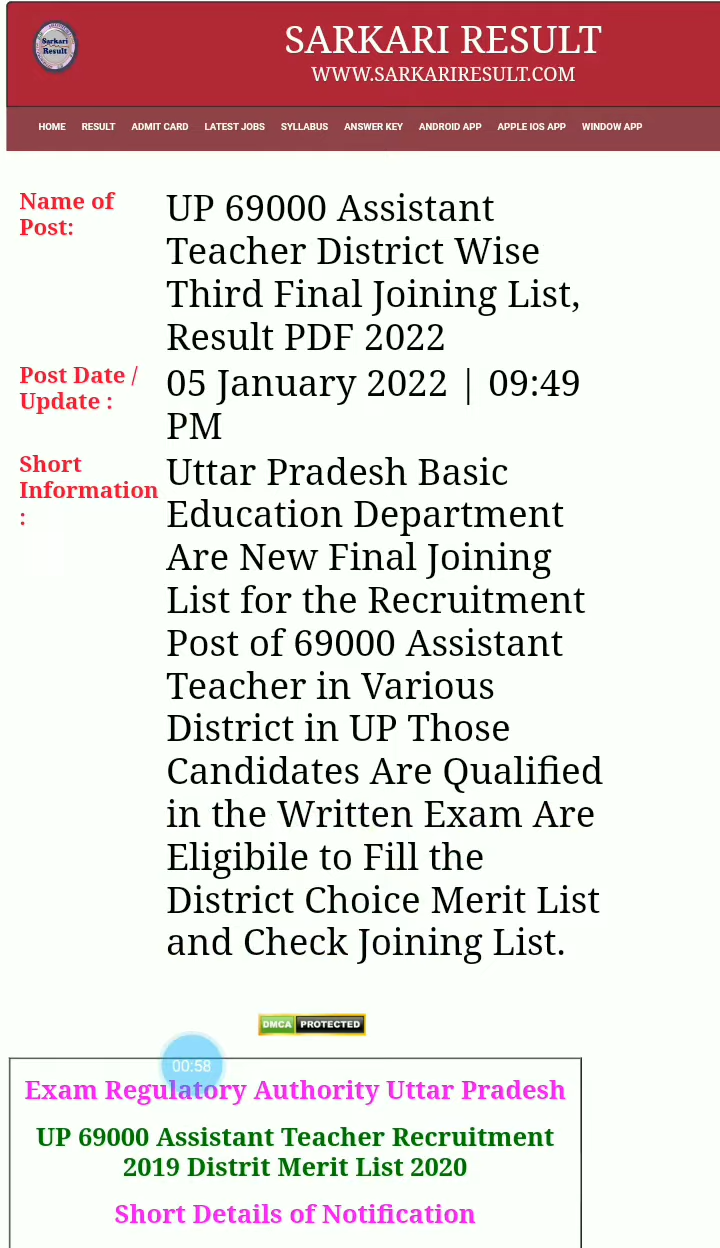 Sarkari
Result
SARKARI RESULT
WWW.SARKARIRESULT.COM
HOME RESULT ADMIT CARD LATEST JOBS SYLLABUS ANSWER KEY ANDROID APP APPLE IOS APP WINDOW APP
Name of
Post:
UP 69000 Assistant
Teacher District Wise
Third Final Joining List,
Result PDF 2022
Post Date /
Update :
05 January 2022 | 09:49
PM
Short
Information
:
Uttar Pradesh Basic
Education Department
Are New Final Joining
List for the Recruitment
Post of 69000 Assistant
Teacher in Various
District in UP Those
Candidates Are Qualified
in the Written Exam Are
Eligibile to Fill the
District Choice Merit List
and Check Joining List.
DMCA PROTECTED
00:58
Exam Regulatory Authority Uttar Pradesh
UP 69000 Assistant Teacher Recruitment
2019 Distrit Merit List 2020
Short Details of Notification